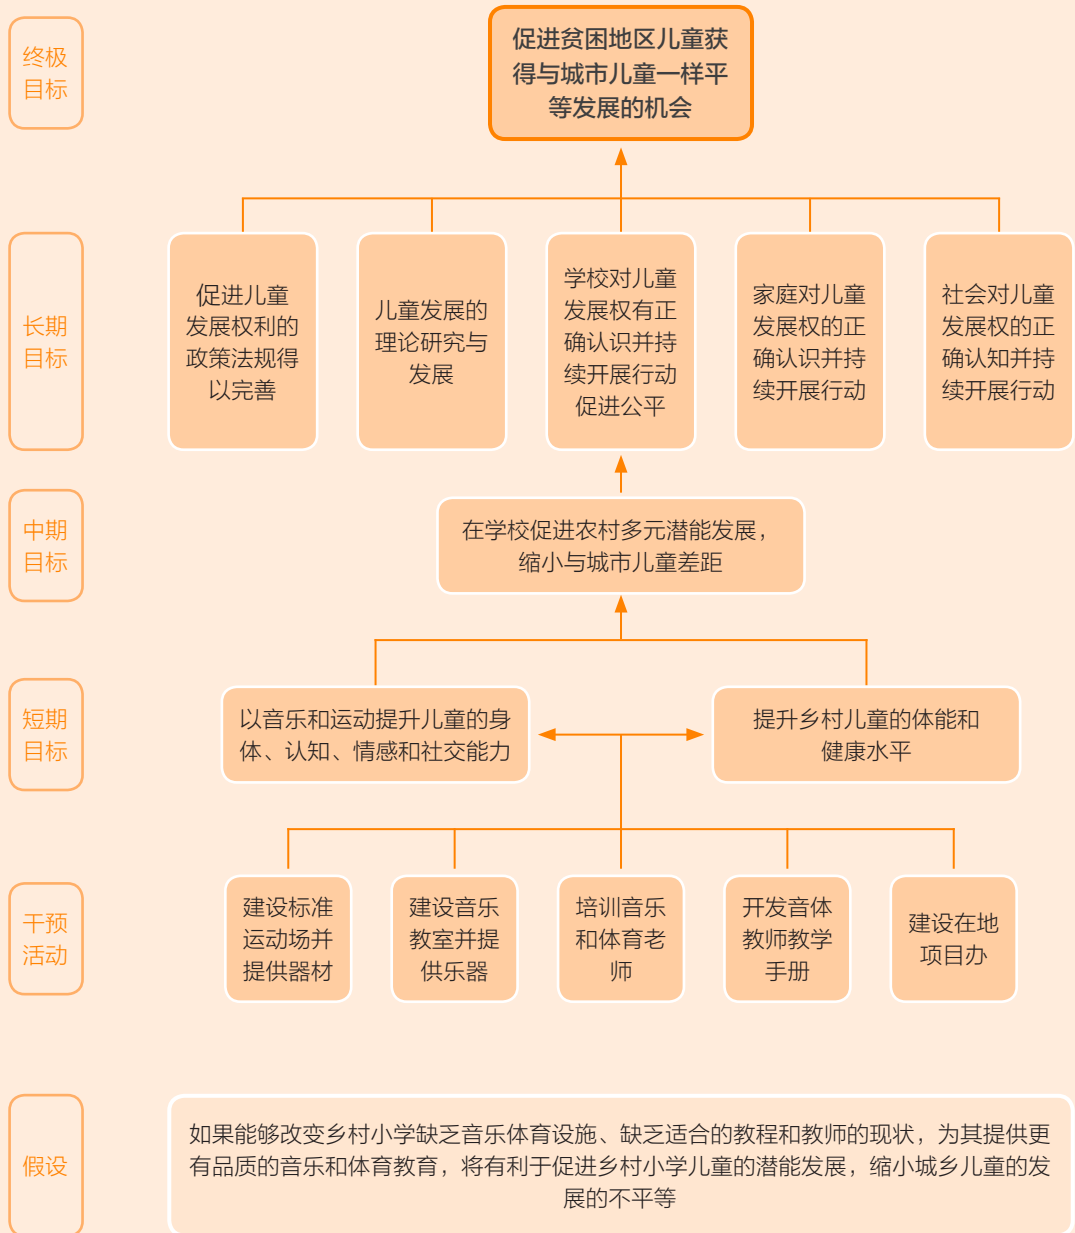 终极
目标
促进贫困地区儿童获
得与城市儿童一样平
等发展的机会
长期
目标
促进儿童
发展权利的
政策法规得
以完善
儿童发展的
理论研究与
发展
学校对儿童
发展权有正
确认识并持
续开展行动
促进公平
家庭对儿童
发展权的正
确认识并持
续开展行动
社会对儿童
发展权的正
确认知并持
续开展行动
中期
目标
在学校促进农村多元潜能发展，
缩小与城市儿童差距
短期
目标
以音乐和运动提升儿童的身
体、认知、情感和社交能力
提升乡村儿童的体能和
健康水平
干预
活动
建设标准
运动场并
提供器材
建设音乐
教室并提
供乐器
培训音乐
和体育老
师
开发音体
教师教学
手册
建设在地
项目办
假设
如果能够改变乡村小学缺乏音乐体育设施、缺乏适合的教程和教师的现状，为其提供更
有品质的音乐和体育教育，将有利于促进乡村小学儿童的潜能发展，缩小城乡儿童的发
展的不平等